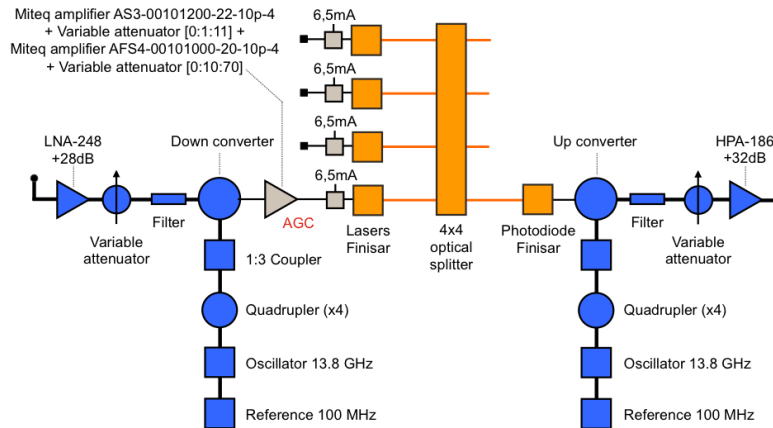 Miteq amplifier AS3-00101200-22-10p-4
+ Variable attenuator [0:1:11] +
Miteq amplifier AFS4-00101000-20-10p-4
+ Variable attenuator [0:10:70]
6,5mA
6,5mA
6,5mA
6,5mA
LNA-248
+28dB
Down converter
Up converter
HPA-186
+32dB
Variable
attenuator
Filter
AGC
Lasers
Finisar
4x4
optical
splitter
Photodiode
Finisar
Filter
Variable
attenuator
1:3 Coupler
Quadrupler (x4)
Oscillator 13.8 GHz
Reference 100 MHz
Quadrupler (x4)
Oscillator 13.8 GHz
Reference 100 MHz